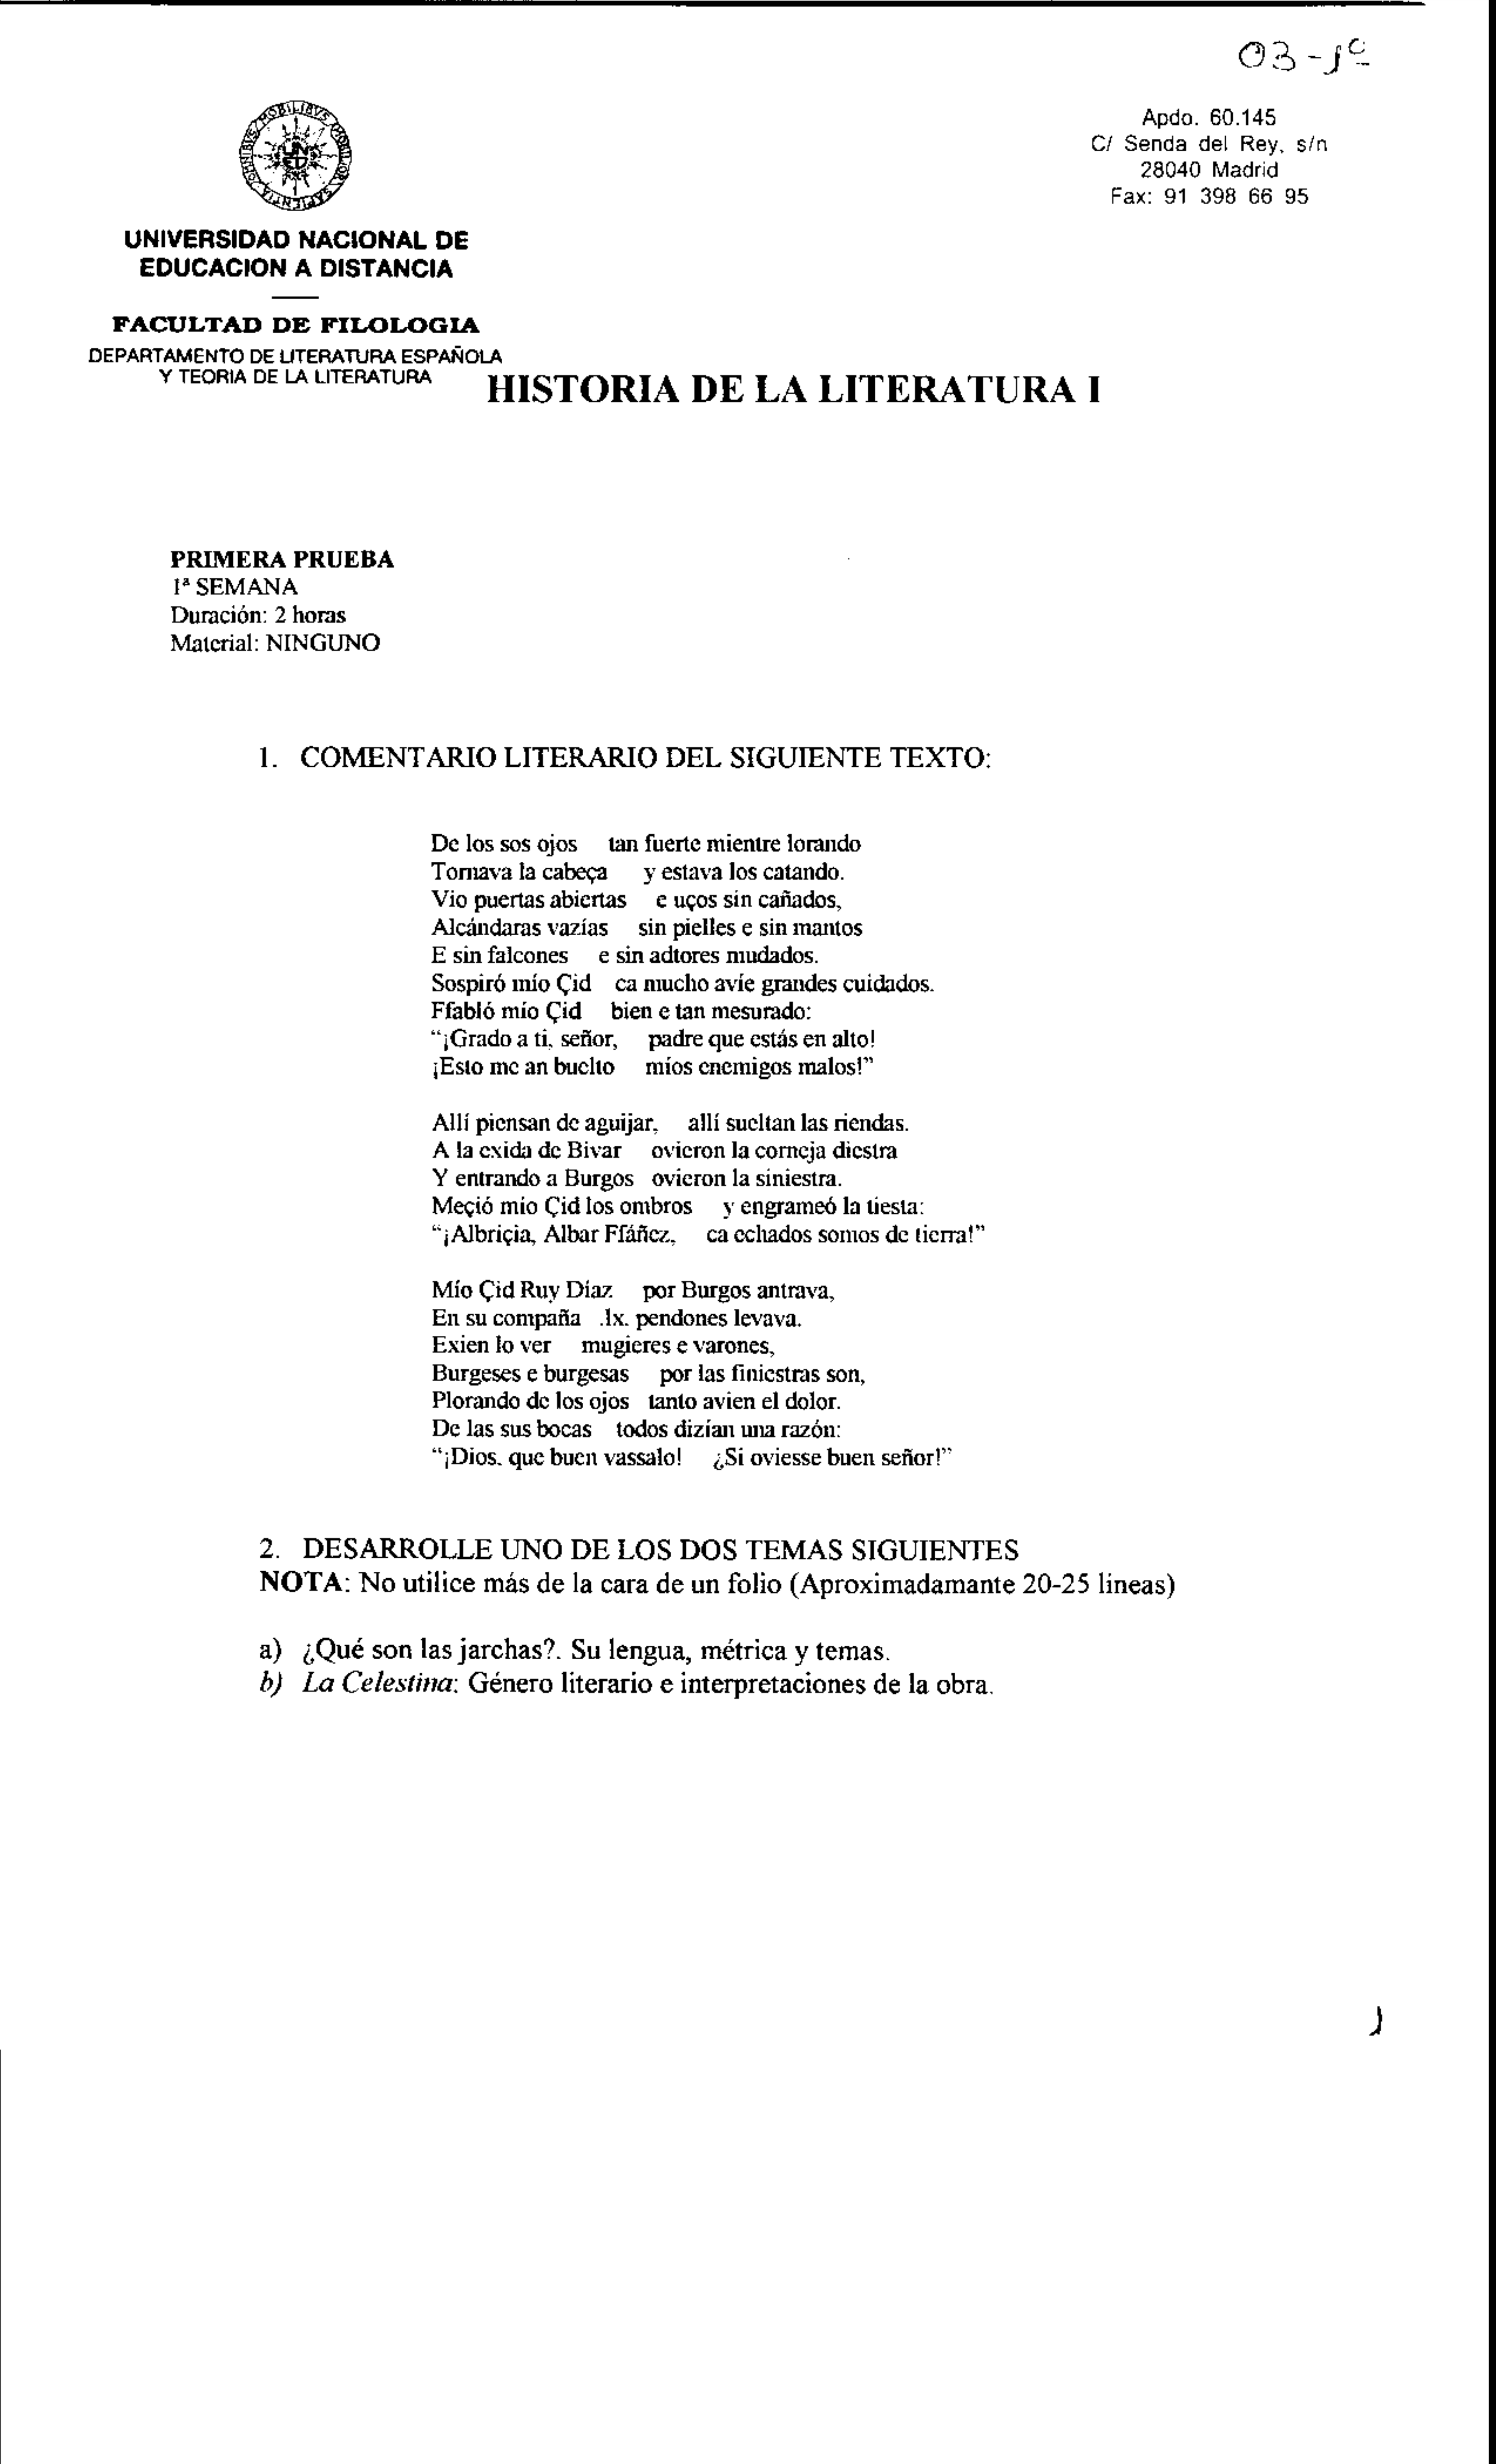 03-1º
Apdo. 60.145
C/ Senda del Rey, s/n
28040 Madrid
Fax: 91 398 66 95
OMNIBVS MOBILIBVS MOBILIOR SAPIENTIA
UNED
UNIVERSIDAD NACIONAL DE
EDUCACION A DISTANCIA
FACULTAD DE FILOLOGIA
DEPARTAMENTO DE LITERATURA ESPAÑOLA
Y TEORIA DE LA LITERATURA
HISTORIA DE LA LITERATURA I
PRIMERA PRUEBA
1ª SEMANA
Duración: 2 horas
Material: NINGUNO
1. COMENTARIO LITERARIO DEL SIGUIENTE TEXTO:
De los sos ojos tan fuerte mientre lorando
Tornava la cabeça y estava los catando.
Vio puertas abiertas e uços sin cañados,
Alcándaras vazías sin pielles e sin mantos
E sin falcones e sin adtores mudados.
Sospiró mío Çid ca mucho avíe grandes cuidados.
Ffabló mío Çid bien e tan mesurado:
“¡Grado a ti, señor, padre que estás en alto!
¡Esto me an buelto míos enemigos malos!”
Allí piensan de aguijar, allí sueltan las riendas.
A la exida de Bivar ovieron la corneja diestra
Y entrando a Burgos ovieron la siniestra.
Meçió mio Çid los ombros y engrameó la tiesta:
“¡Albriçia, Albar Ffáñez, ca echados somos de tierra!”
Mío Çid Ruy Díaz por Burgos antrava,
En su compaña .lx. pendones levava.
Exien lo ver mugieres e varones,
Burgeses e burgesas por las finiestras son,
Plorando de los ojos tanto avien el dolor.
De las sus bocas todos dizían una razón:
“¡Dios, que buen vassalo! ¿Si oviesse buen señor!”
2. DESARROLLE UNO DE LOS DOS TEMAS SIGUIENTES
NOTA: No utilice más de la cara de un folio (Aproximadamante 20-25 lineas)
a) ¿Qué son las jarchas?. Su lengua, métrica y temas.
b) La Celestina: Género literario e interpretaciones de la obra.